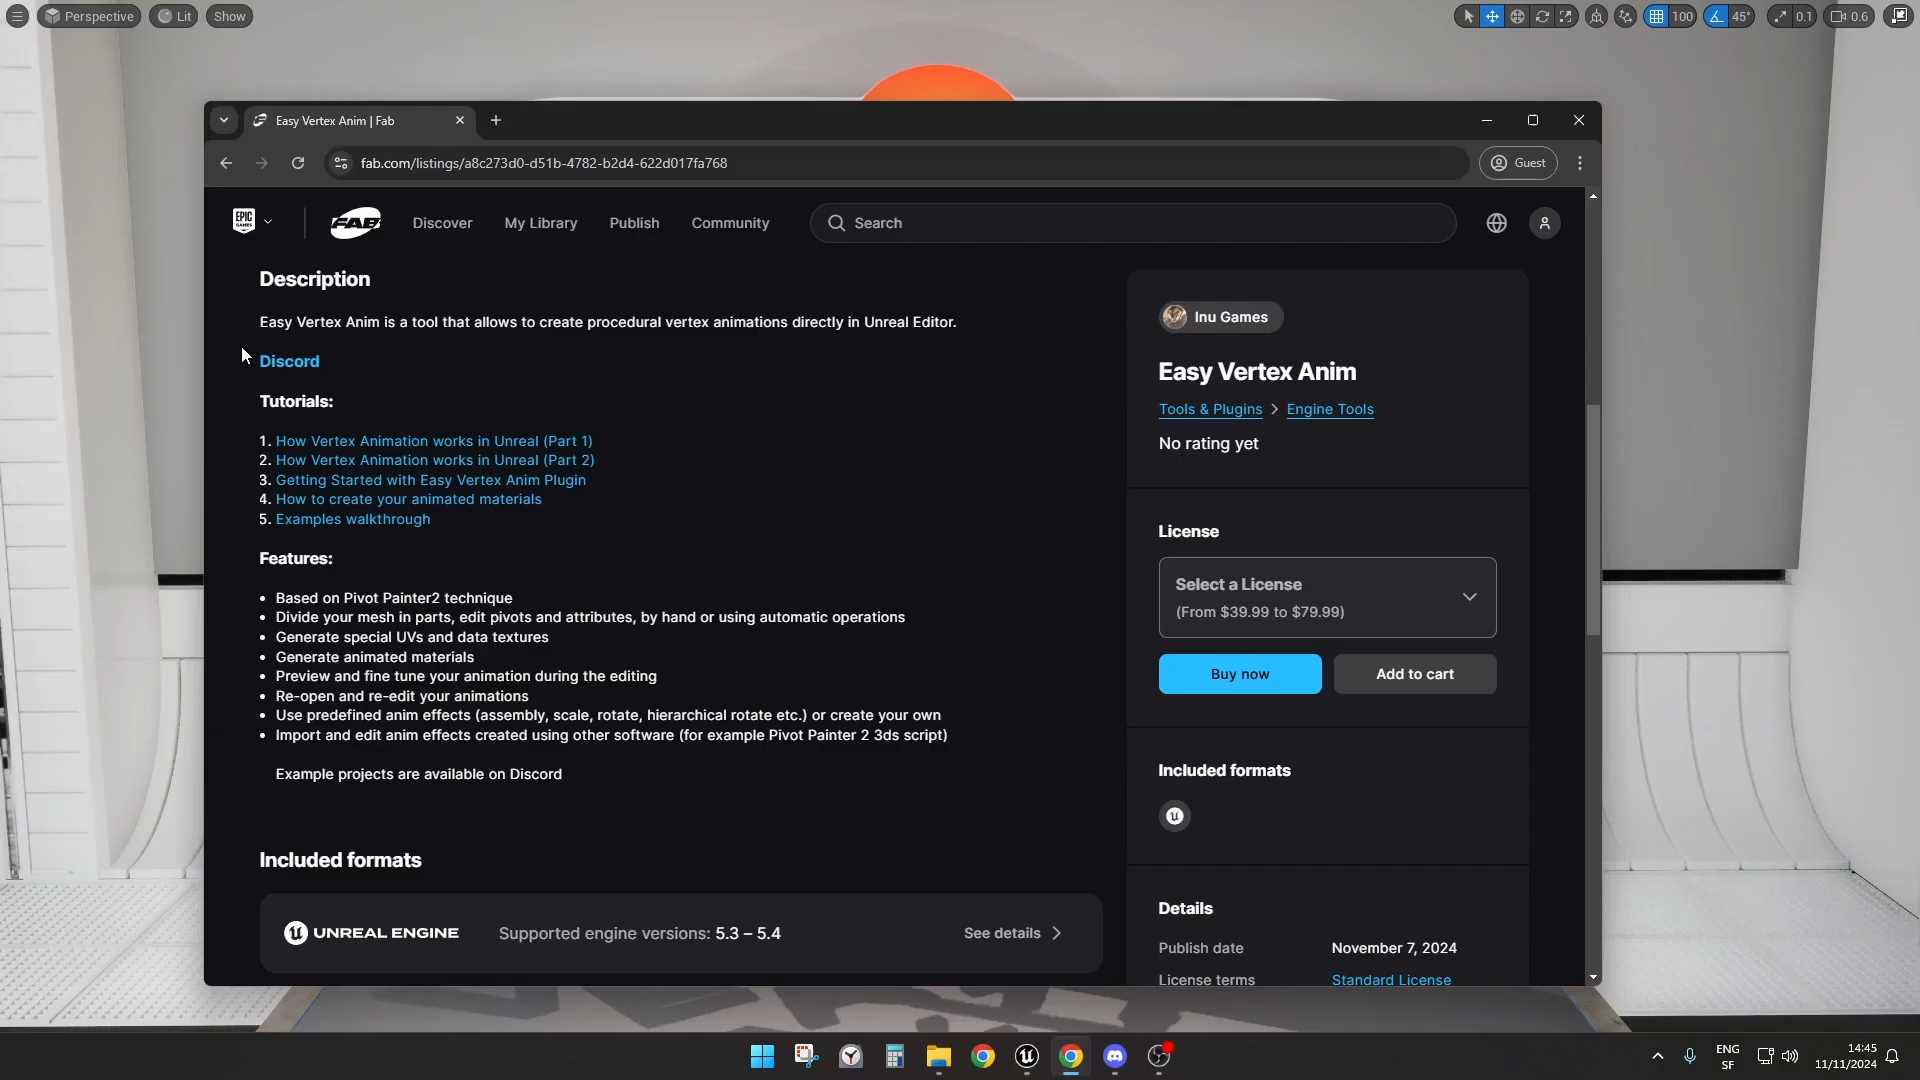 Perspective
Lit
Show
100
45°
0.1
0.6
Easy Vertex Anim | Fab
fab.com/listings/a8c273d0-d51b-4782-b2d4-622d017fa768
Guest
EPIC GAMES
FAB
Discover
My Library
Publish
Community
Search
Description
Easy Vertex Anim is a tool that allows to create procedural vertex animations directly in Unreal Editor.
Discord
Tutorials:
1. How Vertex Animation works in Unreal (Part 1)
2. How Vertex Animation works in Unreal (Part 2)
3. Getting Started with Easy Vertex Anim Plugin
4. How to create your animated materials
5. Examples walkthrough
Features:
• Based on Pivot Painter2 technique
• Divide your mesh in parts, edit pivots and attributes, by hand or using automatic operations
• Generate special UVs and data textures
• Generate animated materials
• Preview and fine tune your animation during the editing
• Re-open and re-edit your animations
• Use predefined anim effects (assembly, scale, rotate, hierarchical rotate etc.) or create your own
• Import and edit anim effects created using other software (for example Pivot Painter 2 3ds script)
Example projects are available on Discord
Included formats
UNREAL ENGINE
Supported engine versions: 5.3 – 5.4
See details
Inu Games
Easy Vertex Anim
Tools & Plugins > Engine Tools
No rating yet
License
Select a License
(From $39.99 to $79.99)
Buy now
Add to cart
Included formats
Details
Publish date
November 7, 2024
License terms
Standard License
ENG
SF
14:45
11/11/2024